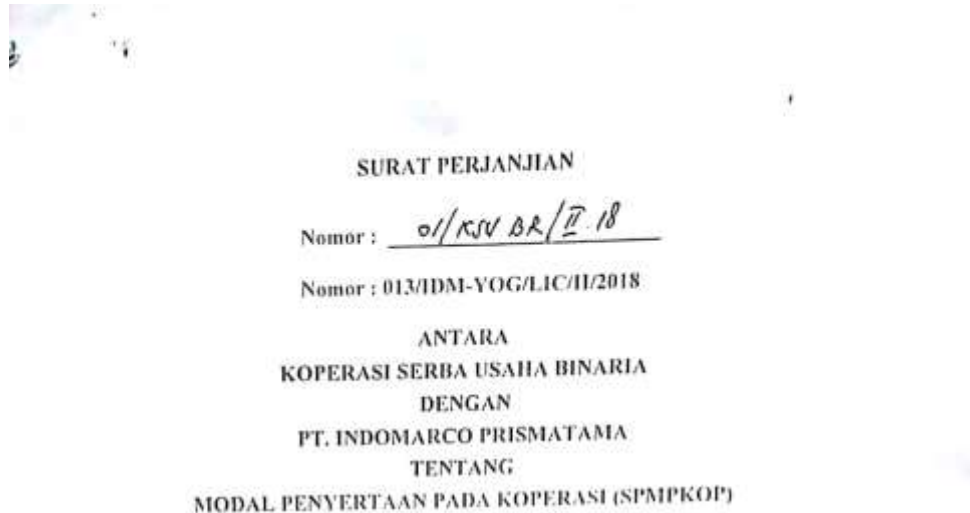 SURAT PERJANJIAN
Nomor : 01/KSU BR/II.18
Nomor : 013/IDM-YOG/LIC/II/2018
ANTARA
KOPERASI SERBA USAHA BINARIA
DENGAN
PT. INDOMARCO PRISMATAMA
TENTANG
MODAL PENYERTAAN PADA KOPERASI (SPMPKOP)